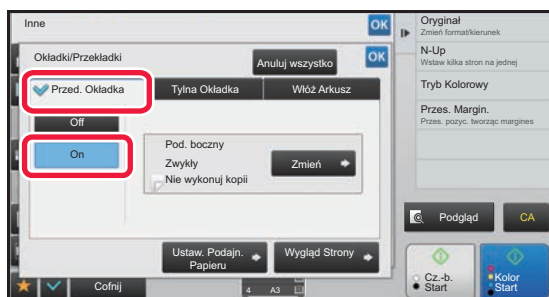 Inne
OK
Okładki/Przekładki
Anuluj wszystko
OK
Przed. Okładka
Tylna Okładka
Włóż Arkusz
Off
On
Pod. boczny
Zwykły
Nie wykonuj kopii
Zmień
Ustaw. Podajn.
Papieru
Wygląd Strony
Cofnij
4 A3
Oryginał
Zmień format/kierunek
N-Up
Wstaw kilka stron na jednej
Tryb Kolorowy
Przes. Margin.
Przes. pozyc. tworząc margines
Podgląd
CA
Cz.-b.
Start
Kolor
Start